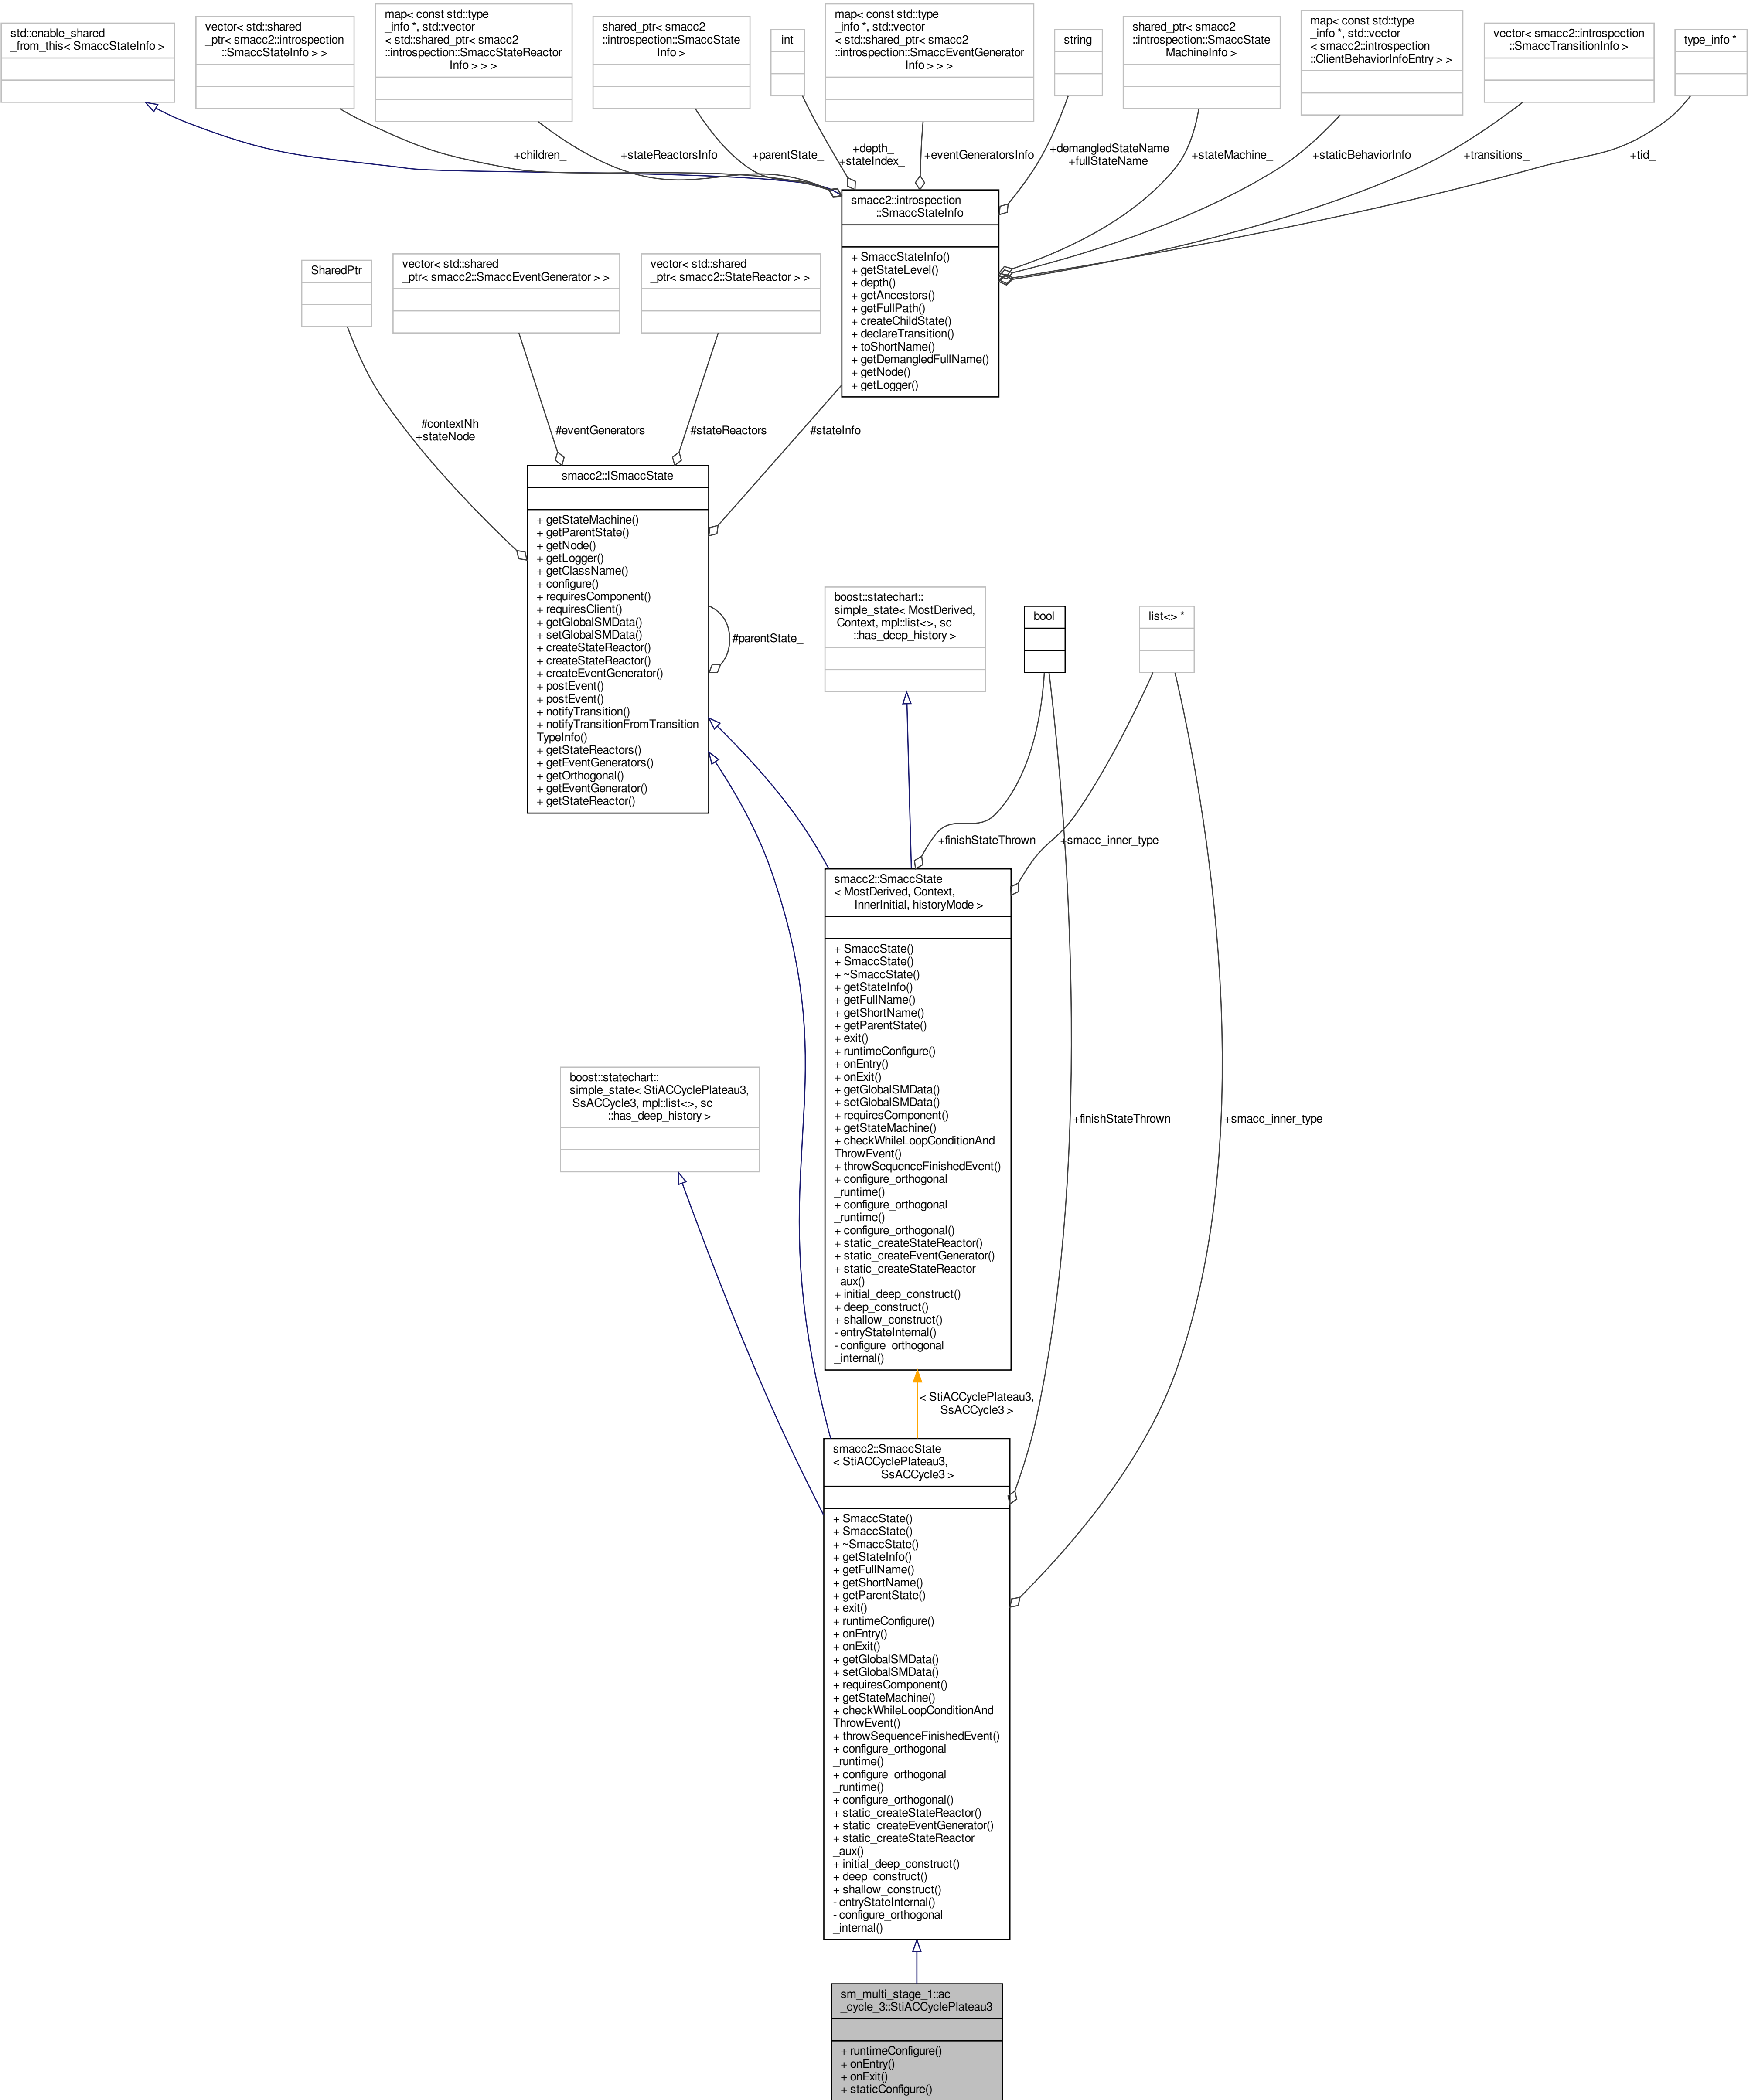 std::enable_shared
_from_this< SmaccStateInfo >
vector< std::shared
_ptr< smacc2::introspection
::SmaccStateInfo > >
map< const std::type
_info *, std::vector
< std::shared_ptr< smacc2
::introspection::SmaccStateReactor
Info > > >
shared_ptr< smacc2
::introspection::SmaccState
Info >
int
map< const std::type
_info *, std::vector
< std::shared_ptr< smacc2
::introspection::SmaccEventGenerator
Info > > >
string
shared_ptr< smacc2
::introspection::SmaccState
MachineInfo >
map< const std::type
_info *, std::vector
< smacc2::introspection
::ClientBehaviorInfoEntry > >
vector< smacc2::introspection
::SmaccTransitionInfo >
type_info *
+children_
+stateReactorsInfo
+parentState_
+depth_
+stateIndex_
+eventGeneratorsInfo
+demangledStateName
+fullStateName
+stateMachine_
+staticBehaviorInfo
+transitions_
+tid_
smacc2::introspection
::SmaccStateInfo
+ SmaccStateInfo()
+ getStateLevel()
+ depth()
+ getAncestors()
+ getFullPath()
+ createChildState()
+ declareTransition()
+ toShortName()
+ getDemangledFullName()
+ getNode()
+ getLogger()
SharedPtr
vector< std::shared
_ptr< smacc2::SmaccEventGenerator > >
vector< std::shared
_ptr< smacc2::StateReactor > >
#contextNh
+stateNode_
#eventGenerators_
#stateReactors_
#stateInfo_
smacc2::ISmaccState
+ getStateMachine()
+ getParentState()
+ getNode()
+ getLogger()
+ getClassName()
+ configure()
+ requiresComponent()
+ requiresClient()
+ getGlobalSMData()
+ setGlobalSMData()
+ createStateReactor()
+ createStateReactor()
+ createEventGenerator()
+ postEvent()
+ postEvent()
+ notifyTransition()
+ notifyTransitionFromTransition
TypeInfo()
+ getStateReactors()
+ getEventGenerators()
+ getOrthogonal()
+ getEventGenerator()
+ getStateReactor()
#parentState_
boost::statechart::
simple_state< MostDerived,
Context, mpl::list<>, sc
::has_deep_history >
bool
list<> *
+finishStateThrown
+smacc_inner_type
smacc2::SmaccState
< MostDerived, Context,
InnerInitial, historyMode >
+ SmaccState()
+ SmaccState()
+ ~SmaccState()
+ getStateInfo()
+ getFullName()
+ getShortName()
+ getParentState()
+ exit()
+ runtimeConfigure()
+ onEntry()
+ onExit()
+ getGlobalSMData()
+ setGlobalSMData()
+ requiresComponent()
+ getStateMachine()
+ checkWhileLoopConditionAnd
ThrowEvent()
+ throwSequenceFinishedEvent()
+ configure_orthogonal
_runtime()
+ configure_orthogonal
_runtime()
+ configure_orthogonal()
+ static_createStateReactor()
+ static_createEventGenerator()
+ static_createStateReactor
_aux()
+ initial_deep_construct()
+ deep_construct()
+ shallow_construct()
- entryStateInternal()
- configure_orthogonal
_internal()
boost::statechart::
simple_state< StiACCyclePlateau3,
SsACCycle3, mpl::list<>, sc
::has_deep_history >
+finishStateThrown
+smacc_inner_type
< StiACCyclePlateau3,
SsACCycle3 >
smacc2::SmaccState
< StiACCyclePlateau3,
SsACCycle3 >
+ SmaccState()
+ SmaccState()
+ ~SmaccState()
+ getStateInfo()
+ getFullName()
+ getShortName()
+ getParentState()
+ exit()
+ runtimeConfigure()
+ onEntry()
+ onExit()
+ getGlobalSMData()
+ setGlobalSMData()
+ requiresComponent()
+ getStateMachine()
+ checkWhileLoopConditionAnd
ThrowEvent()
+ throwSequenceFinishedEvent()
+ configure_orthogonal
_runtime()
+ configure_orthogonal
_runtime()
+ configure_orthogonal()
+ static_createStateReactor()
+ static_createEventGenerator()
+ static_createStateReactor
_aux()
+ initial_deep_construct()
+ deep_construct()
+ shallow_construct()
- entryStateInternal()
- configure_orthogonal
_internal()
sm_multi_stage_1::ac
_cycle_3::StiACCyclePlateau3
+ runtimeConfigure()
+ onEntry()
+ onExit()
+ staticConfigure()